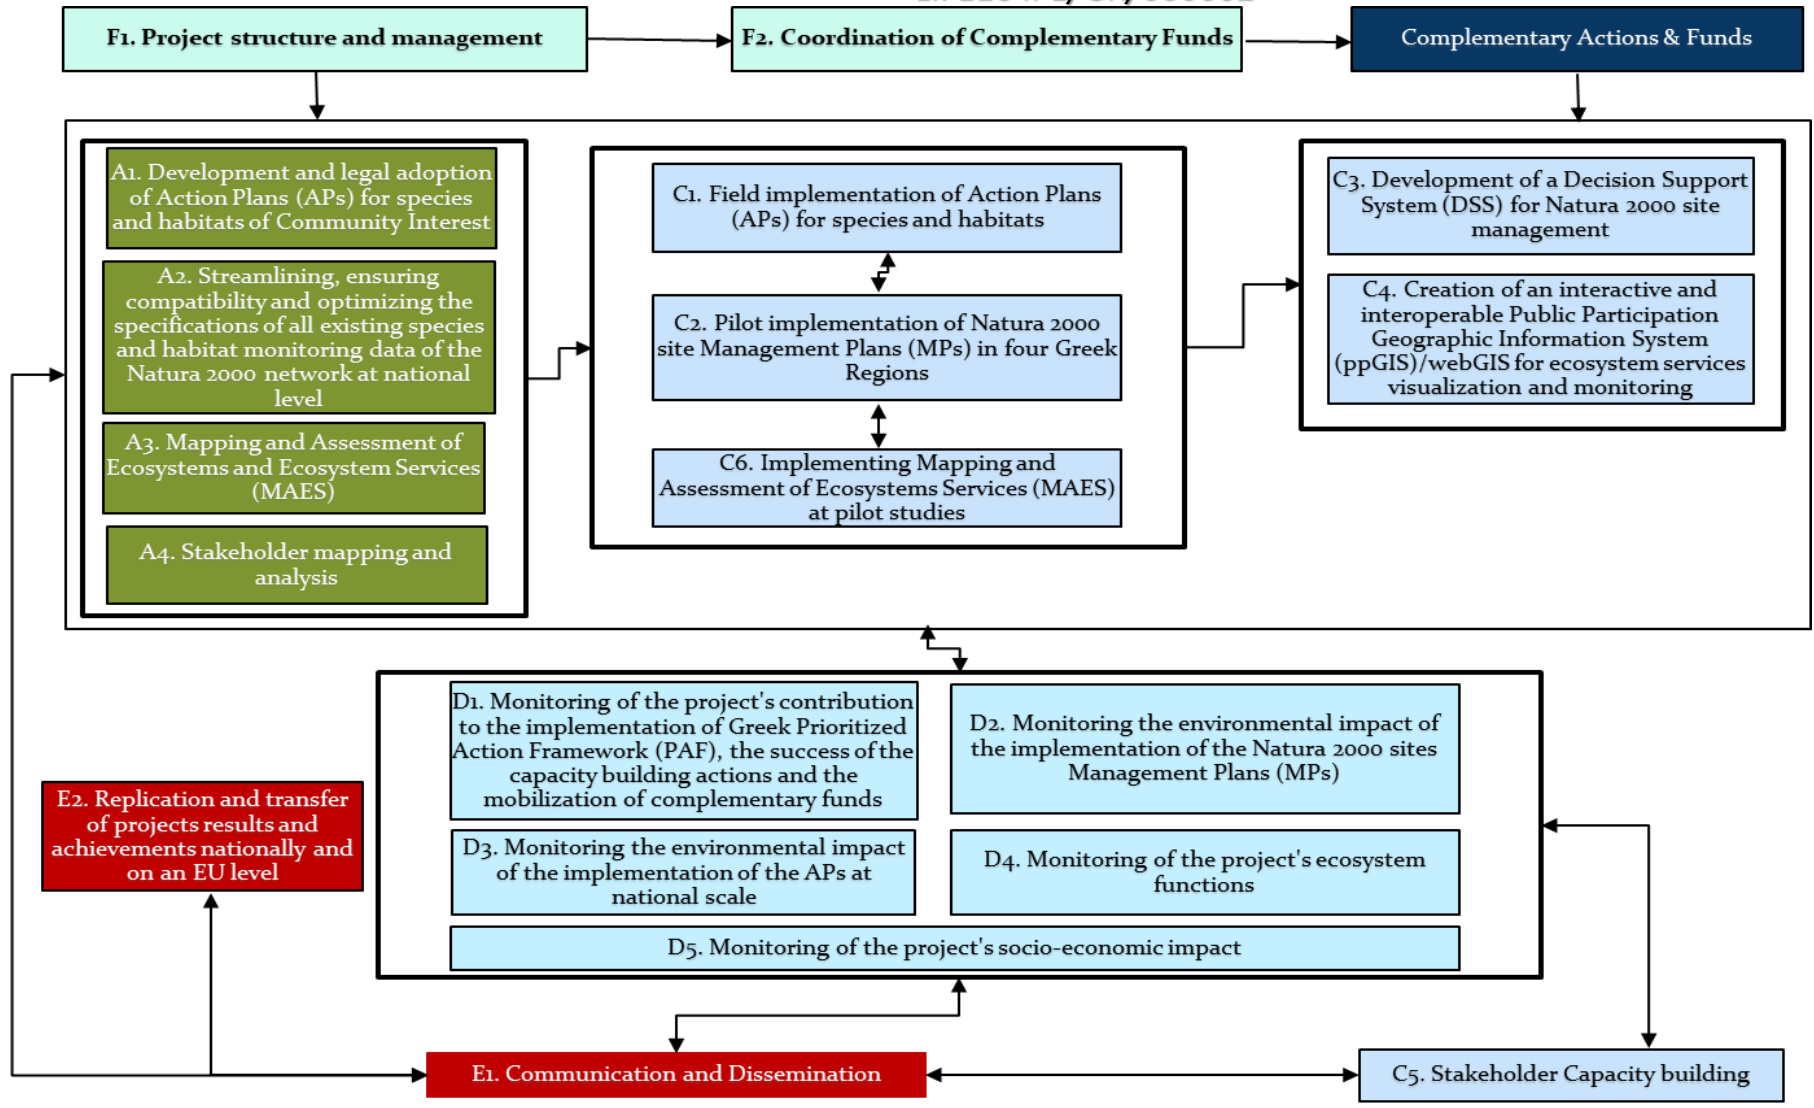 F1. Project structure and management
F2. Coordination of Complementary Funds
Complementary Actions & Funds
A1. Development and legal adoption
of Action Plans (APs) for species
and habitats of Community Interest
A2. Streamlining, ensuring
compatibility and optimizing the
specifications of all existing species
and habitat monitoring data of the
Natura 2000 network at national
level
A3. Mapping and Assessment of
Ecosystems and Ecosystem Services
(MAES)
A4. Stakeholder mapping and
analysis
C1. Field implementation of Action Plans
(APs) for species and habitats
C2. Pilot implementation of Natura 2000
site Management Plans (MPs) in four Greek
Regions
C6. Implementing Mapping and
Assessment of Ecosystems Services (MAES)
at pilot studies
C3. Development of a Decision Support
System (DSS) for Natura 2000 site
management
C4. Creation of an interactive and
interoperable Public Participation
Geographic Information System
(ppGIS)/webGIS for ecosystem services
visualization and monitoring
D1. Monitoring of the project's contribution
to the implementation of Greek Prioritized
Action Framework (PAF), the success of the
capacity building actions and the
mobilization of complementary funds
D2. Monitoring the environmental impact of
the implementation of the Natura 2000 sites
Management Plans (MPs)
D3. Monitoring the environmental impact
of the implementation of the APs at
national scale
D4. Monitoring of the project's ecosystem
functions
D5. Monitoring of the project's socio-economic impact
E2. Replication and transfer
of projects results and
achievements nationally and
on an EU level
E1. Communication and Dissemination
C5. Stakeholder Capacity building